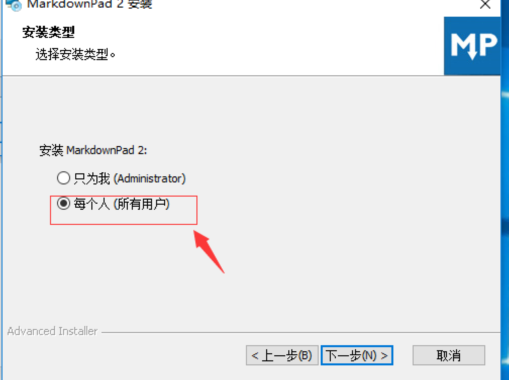 MarkdownPad 2 安装
安装类型
选择安装类型。
MP
安装 MarkdownPad 2:
只为我 (Administrator)
每个人 (所有用户)
Advanced Installer
< 上一步(B)
下一步(N) >
取消